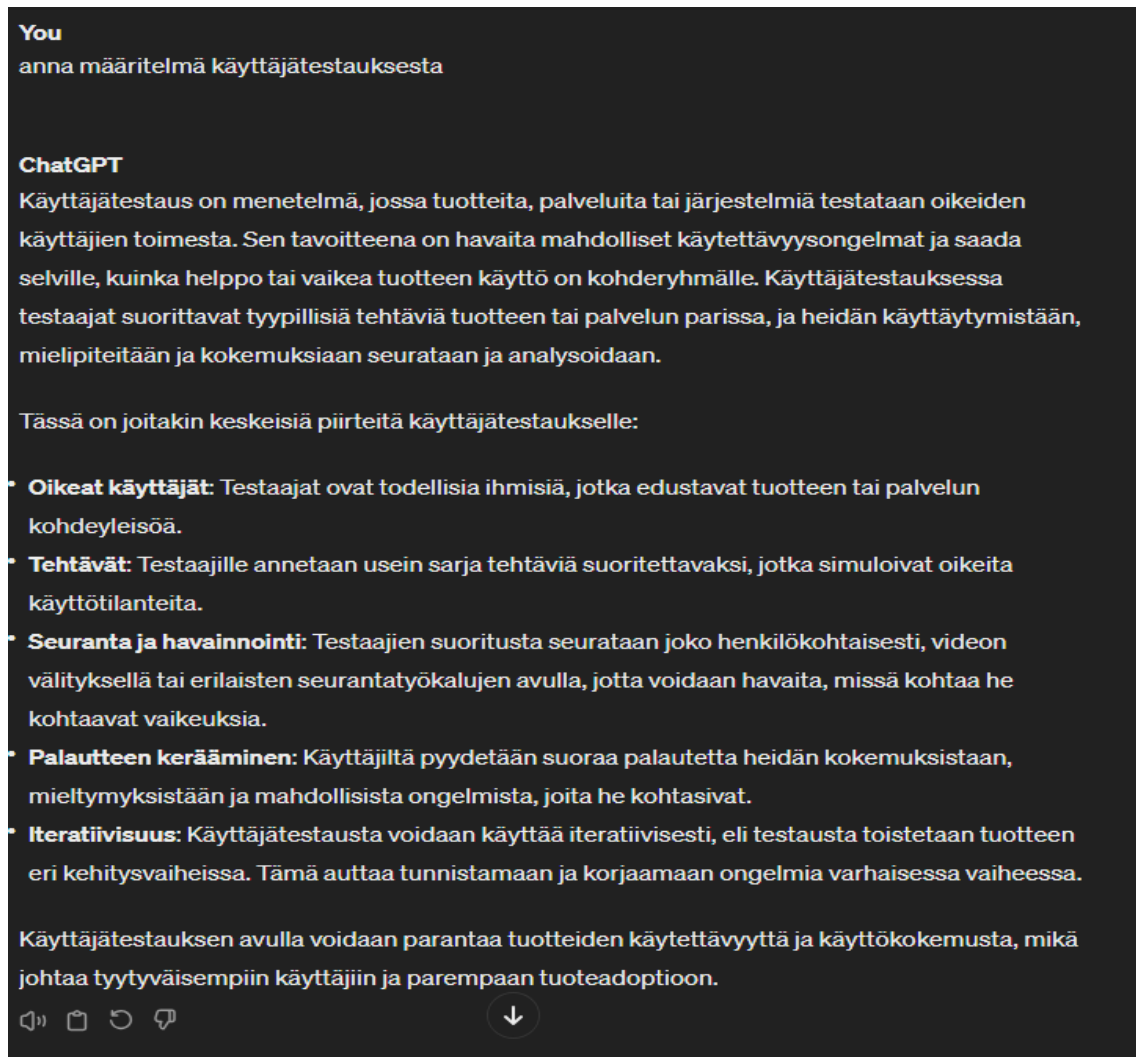 You
anna määritelmä käyttäjätestauksesta
ChatGPT
Käyttäjätestaus on menetelmä, jossa tuotteita, palveluita tai järjestelmiä testataan oikeiden
käyttäjien toimesta. Sen tavoitteena on havaita mahdolliset käytettävyysongelmat ja saada
selville, kuinka helppo tai vaikea tuotteen käyttö on kohderyhmälle. Käyttäjätestauksessa
testaajat suorittavat tyypillisiä tehtäviä tuotteen tai palvelun parissa, ja heidän käyttäytymistään,
mielipiteitään ja kokemuksiaan seurataan ja analysoidaan.
Tässä on joitakin keskeisiä piirteitä käyttäjätestaukselle:
• Oikeat käyttäjät: Testaajat ovat todellisia ihmisiä, jotka edustavat tuotteen tai palvelun
kohdeyleisöä.
• Tehtävät: Testaajille annetaan usein sarja tehtäviä suoritettavaksi, jotka simuloivat oikeita
käyttötilanteita.
• Seuranta ja havainnointi: Testaajien suoritusta seurataan joko henkilökohtaisesti, videon
välityksellä tai erilaisten seurantatyökalujen avulla, jotta voidaan havaita, missä kohtaa he
kohtaavat vaikeuksia.
• Palautteen kerääminen: Käyttäjiltä pyydetään suoraa palautetta heidän kokemuksistaan,
mieltymyksistään ja mahdollisista ongelmista, joita he kohtasivat.
• Iteratiivisuus: Käyttäjätestausta voidaan käyttää iteratiivisesti, eli testausta toistetaan tuotteen
eri kehitysvaiheissa. Tämä auttaa tunnistamaan ja korjaamaan ongelmia varhaisessa vaiheessa.
Käyttäjätestauksen avulla voidaan parantaa tuotteiden käytettävyyttä ja käyttökokemusta, mikä
johtaa tyytyväisempiin käyttäjiin ja parempaan tuoteadoptioon.